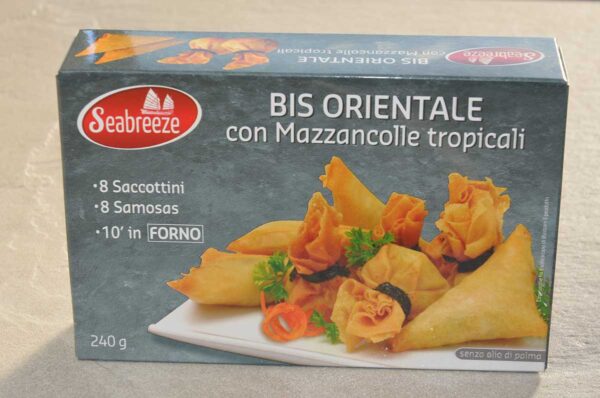 BIS ORIENTALE
con Mazzancolle tropicali
Seabreeze
Seabreeze
BIS ORIENTALE
con Mazzancolle tropicali
•8 Saccottini
•8 Samosas
•10' in FORNO
240 g
senza olio di palma